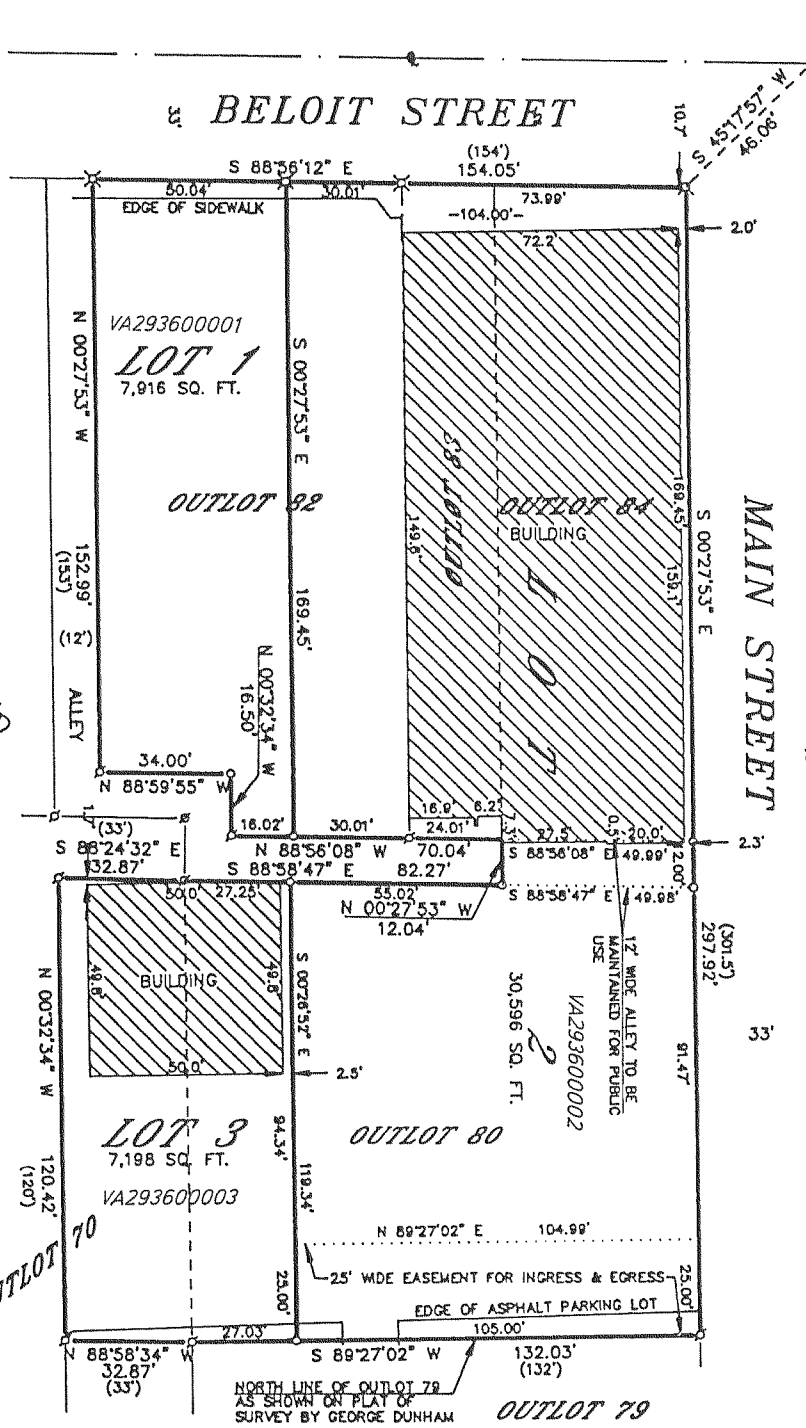 BELOIT STREET
33'
10.7'
S 45°17'57" W
46.06'
(154')
S 88°56'12" E 154.05'
50.04' 30.01' 73.99'
EDGE OF SIDEWALK
-104.00'-
72.2'
2.0'
VA293600001
LOT 1
7,916 SQ. FT.
N 00°27'53" W
152.99'
(153')
(12') ALLEY
S 00°27'53" E
169.45'
OUTLOT 82
OUTLOT 83
OUTLOT 84
BUILDING
149.6'
169.45'
159.1'
S 00°27'53" E
LOT
MAIN STREET
N 00°32'34" W
16.50'
34.00'
N 88°59'55" W
16.02' 30.01'
16.9' 6.2'
24.01'
7.3'
27.5'
0.5'
20.0'
2.3'
N 88°56'08" W 70.04'
S 88°56'08" E 49.99'
(33')
S 88°24'32" E
32.87'
S 88°58'47" E 82.27'
50.0' 27.25'
55.02'
S 88°58'47" E 49.98'
N 00°27'53" W
12.04'
(301.5')
297.92'
33'
12' WIDE ALLEY TO BE
MAINTAINED FOR PUBLIC
USE
BUILDING
49.8'
49.8'
50.0'
2.5'
S 00°26'52" E
94.34'
119.34'
N 00°32'34" W
120.42'
(120')
2
30,596 SQ. FT.
VA293600002
91.47'
LOT 3
7,198 SQ. FT.
VA293600003
OUTLOT 80
N 89°27'02" E 104.99'
25' WIDE EASEMENT FOR INGRESS & EGRESS
EDGE OF ASPHALT PARKING LOT
25.00'
25.00'
70
27.03'
105.00'
N 88°58'34" W
32.87'
(33')
S 89°27'02" W 132.03'
(132')
NORTH LINE OF OUTLOT 79
AS SHOWN ON PLAT OF
SURVEY BY GEORGE DUNHAM
OUTLOT 79